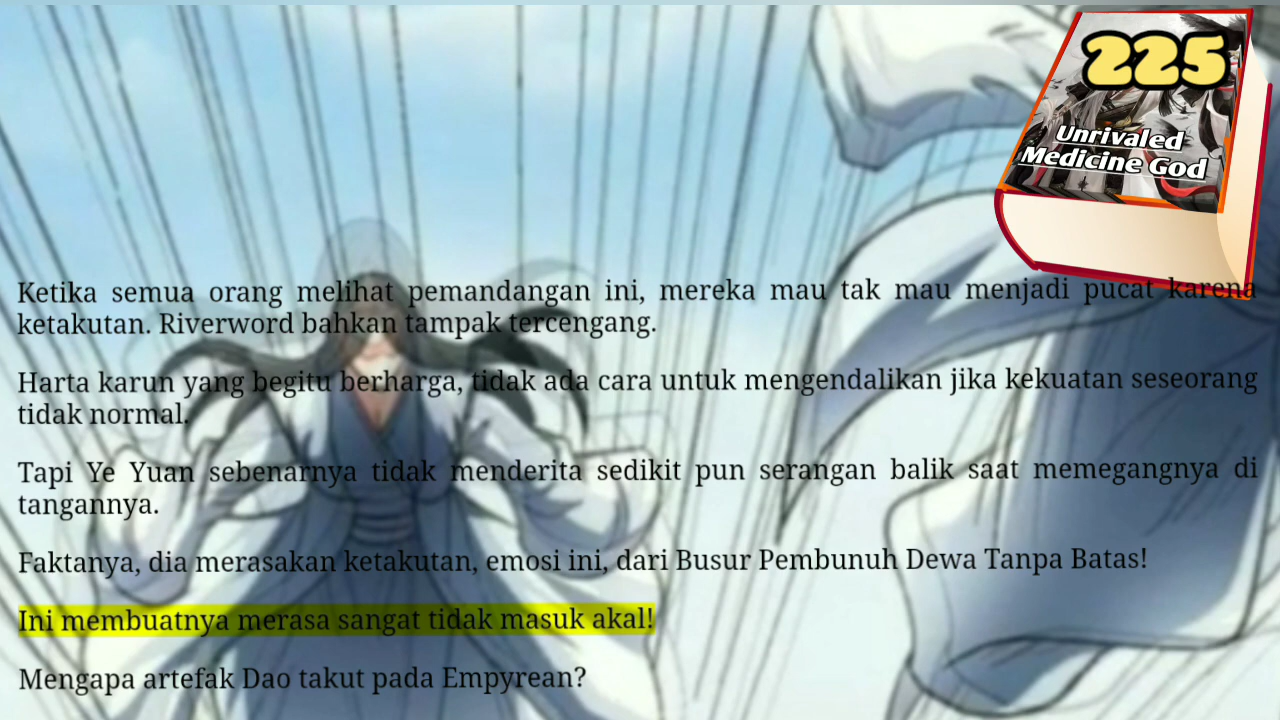 225
Unrivaled
Medicine God
Ketika semua orang melihat pemandangan ini, mereka mau tak mau menjadi pucat karena
ketakutan. Riverword bahkan tampak tercengang.
Harta karun yang begitu berharga, tidak ada cara untuk mengendalikan jika kekuatan seseorang
tidak normal.
Tapi Ye Yuan sebenarnya tidak menderita sedikit pun serangan balik saat memegangnya di
tangannya.
Faktanya, dia merasakan ketakutan, emosi ini, dari Busur Pembunuh Dewa Tanpa Batas!
Ini membuatnya merasa sangat tidak masuk akal!
Mengapa artefak Dao takut pada Empyrean?